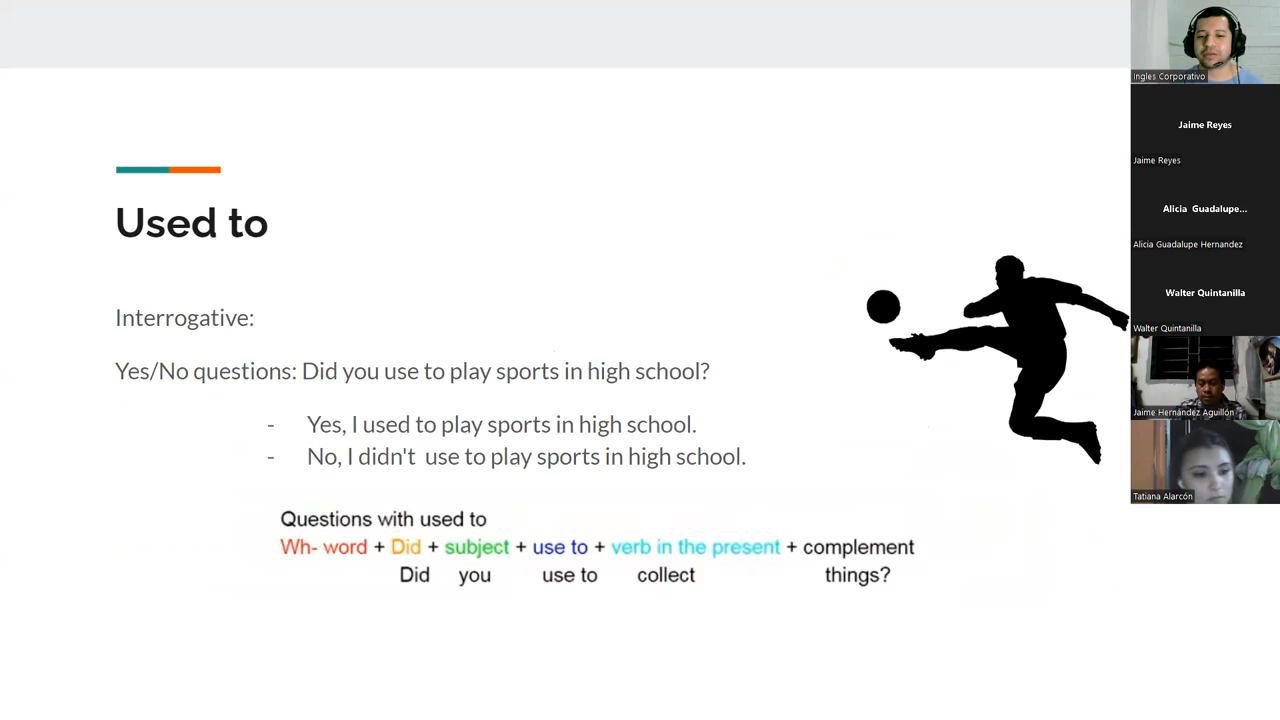 Used to
Interrogative:
Yes/No questions: Did you use to play sports in high school?
- Yes, I used to play sports in high school.
- No, I didn't use to play sports in high school.
Questions with used to
Wh- word + Did + subject + use to + verb in the present + complement
Did you use to collect things?
Ingles Corporativo
Jaime Reyes
Jaime Reyes
Alicia Guadalupe...
Alicia Guadalupe Hernandez
Walter Quintanilla
Walter Quintanilla
Jaime Hernández Aguillón
Tatiana Alarcón